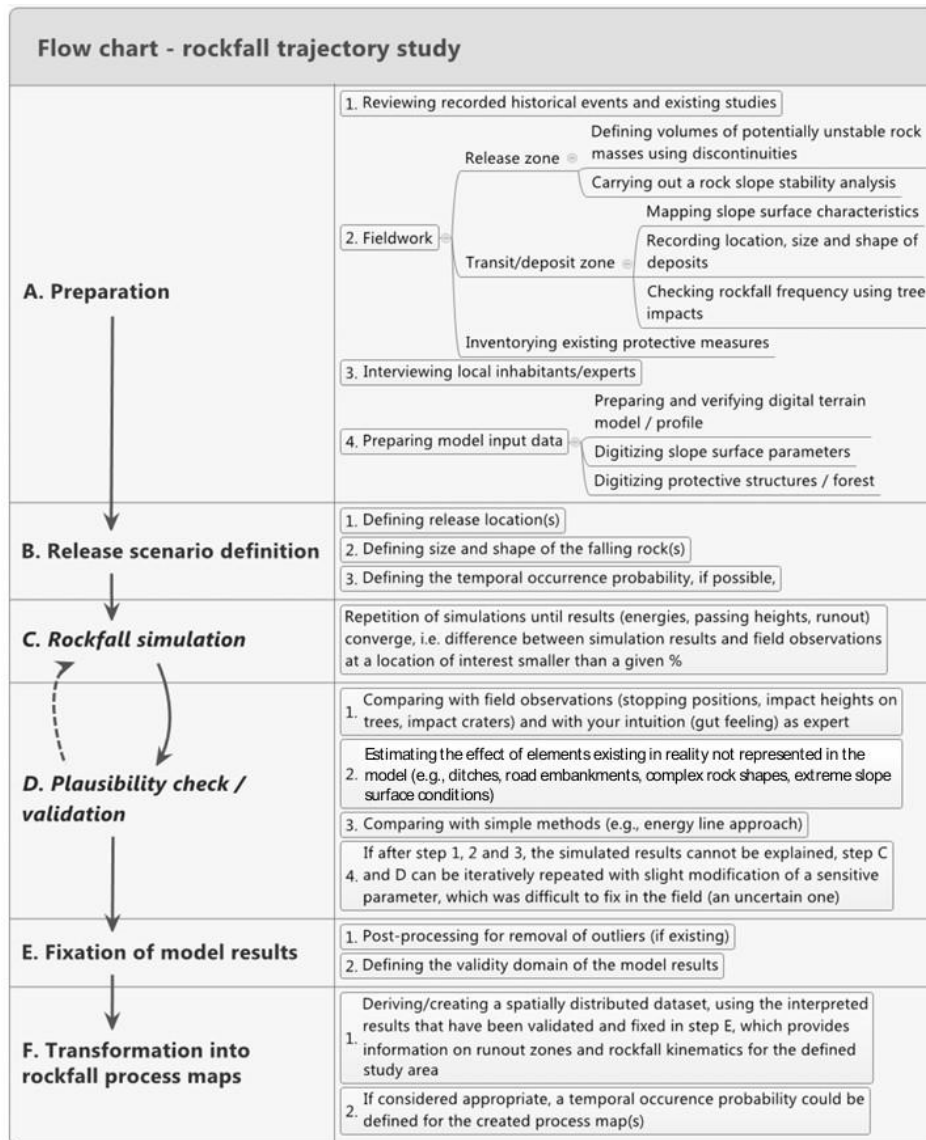 Flow chart - rockfall trajectory study
A. Preparation
1. Reviewing recorded historical events and existing studies
2. Fieldwork
Release zone
Defining volumes of potentially unstable rock
masses using discontinuities
Carrying out a rock slope stability analysis
Transit/deposit zone
Mapping slope surface characteristics
Recording location, size and shape of
deposits
Checking rockfall frequency using tree
impacts
Inventorying existing protective measures
3. Interviewing local inhabitants/experts
4. Preparing model input data
Preparing and verifying digital terrain
model / profile
Digitizing slope surface parameters
Digitizing protective structures / forest
B. Release scenario definition
1. Defining release location(s)
2. Defining size and shape of the falling rock(s)
3. Defining the temporal occurrence probability, if possible,
C. Rockfall simulation
Repetition of simulations until results (energies, passing heights, runout)
converge, i.e. difference between simulation results and field observations
at a location of interest smaller than a given %
D. Plausibility check /
validation
1. Comparing with field observations (stopping positions, impact heights on
trees, impact craters) and with your intuition (gut feeling) as expert
2. Estimating the effect of elements existing in reality not represented in the
model (e.g., ditches, road embankments, complex rock shapes, extreme slope
surface conditions)
3. Comparing with simple methods (e.g., energy line approach)
4. If after step 1, 2 and 3, the simulated results cannot be explained, step C
and D can be iteratively repeated with slight modification of a sensitive
parameter, which was difficult to fix in the field (an uncertain one)
E. Fixation of model results
1. Post-processing for removal of outliers (if existing)
2. Defining the validity domain of the model results
F. Transformation into
rockfall process maps
1. Deriving/creating a spatially distributed dataset, using the interpreted
results that have been validated and fixed in step E, which provides
information on runout zones and rockfall kinematics for the defined
study area
2. If considered appropriate, a temporal occurence probability could be
defined for the created process map(s)